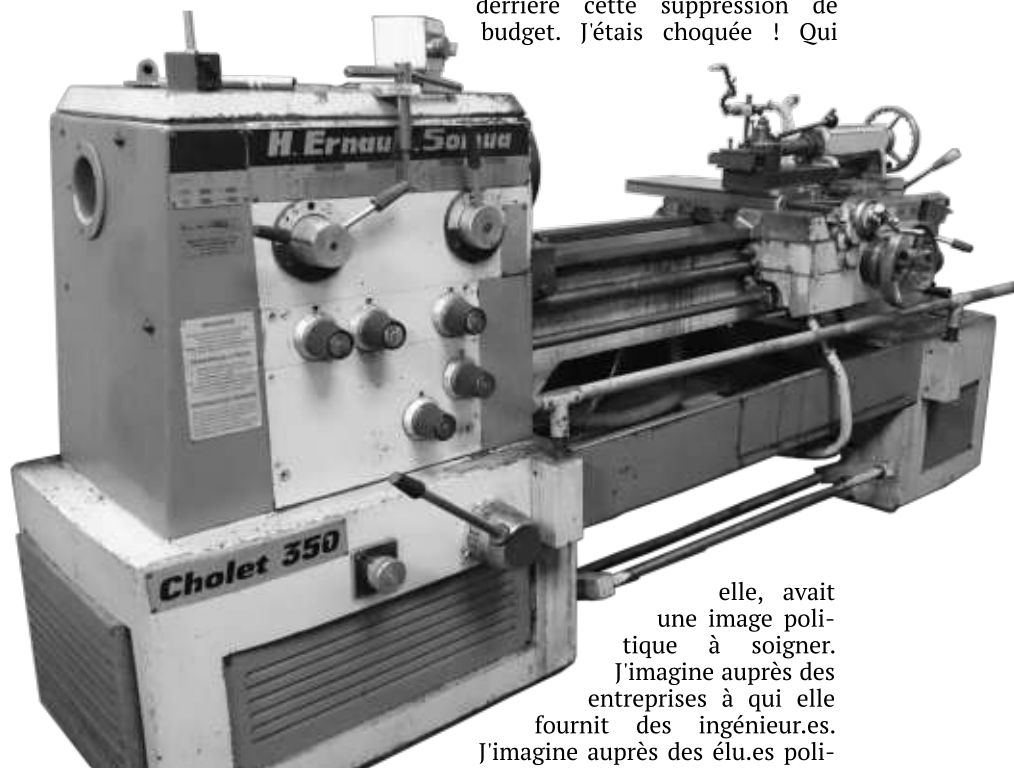 derrière cette suppression de
budget. J'étais choquée ! Qui
H. Ernau Somua
Cholet 350
elle, avait
une image poli-
tique à soigner.
J'imagine auprès des
entreprises à qui elle
fournit des ingénieur.es.
J'imagine auprès des élu.es poli-